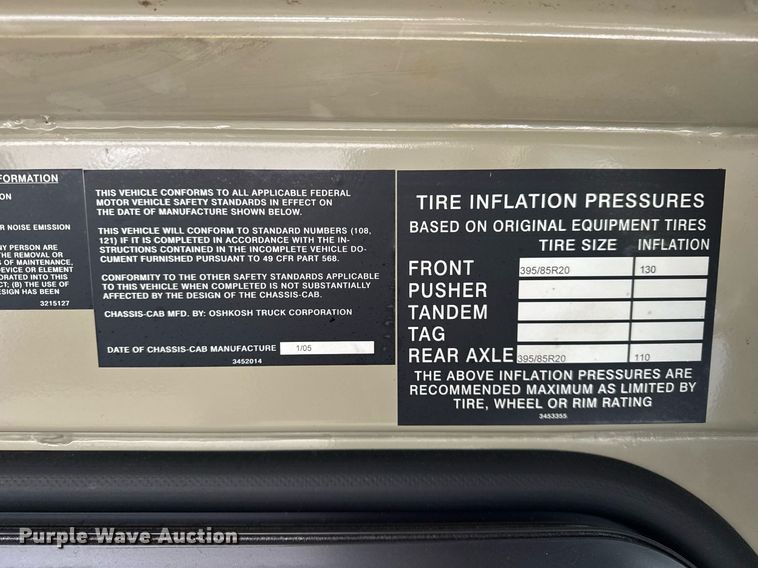 FORMATION
ION
R NOISE EMISSION
NY PERSON ARE
THE REMOVAL OR
S OF MAINTENANCE,
DEVICE OR ELEMENT
ORATED INTO THIS
CT; (B) THE USE OF
ESIGN HAS BEEN
3215127
THIS VEHICLE CONFORMS TO ALL APPLICABLE FEDERAL
MOTOR VEHICLE SAFETY STANDARDS IN EFFECT ON
THE DATE OF MANUFACTURE SHOWN BELOW.
THIS VEHICLE WILL CONFORM TO STANDARD NUMBERS (108,
121) IF IT IS COMPLETED IN ACCORDANCE WITH THE IN-
STRUCTIONS CONTAINED IN THE INCOMPLETE VEHICLE DO-
CUMENT FURNISHED PURSUANT TO 49 CFR PART 568.
CONFORMITY TO THE OTHER SAFETY STANDARDS APPLICABLE
TO THIS VEHICLE WHEN COMPLETED IS NOT SUBSTANTIALLY
AFFECTED BY THE DESIGN OF THE CHASSIS-CAB.
CHASSIS-CAB MFD. BY: OSHKOSH TRUCK CORPORATION
DATE OF CHASSIS-CAB MANUFACTURE 1/05
3452014
TIRE INFLATION PRESSURES
BASED ON ORIGINAL EQUIPMENT TIRES
TIRE SIZE INFLATION
FRONT 395/85R20 130
PUSHER
TANDEM
TAG
REAR AXLE 395/85R20 110
THE ABOVE INFLATION PRESSURES ARE
RECOMMENDED MAXIMUM AS LIMITED BY
TIRE, WHEEL OR RIM RATING
3453355
Purple Wave Auction